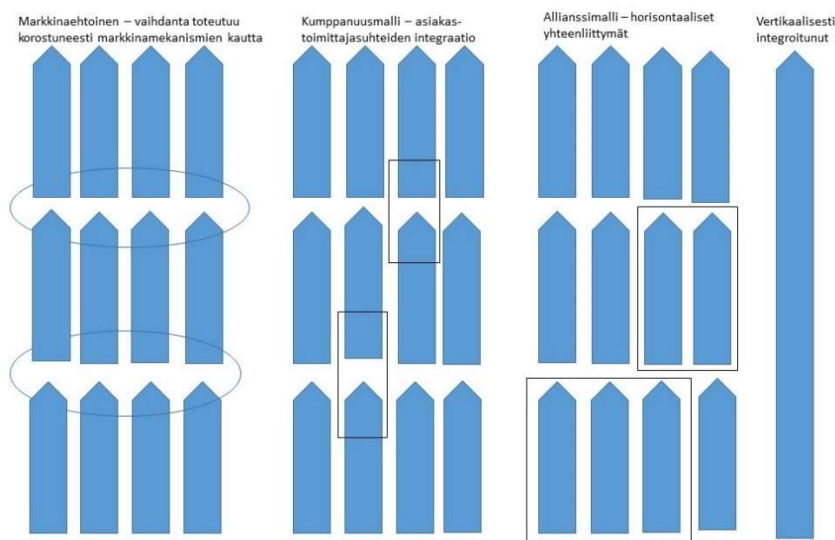 Markkinaehtoinen – vaihdanta toteutuu
korostuneesti markkinamekanismien kautta
Kumppanuusmalli – asiakas-
toimittajasuhteiden integraatio
Allianssimalli – horisontaaliset
yhteenliittymät
Vertikaalisesti
integroitunut